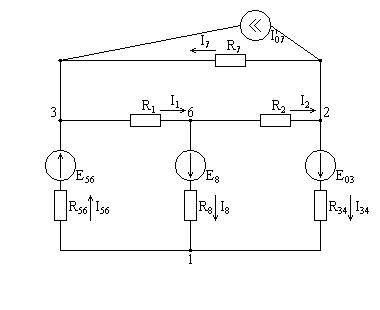 I07
I7 R7
3 R1 I1 6 R2 I2 2
E56 E8 E03
R56 I56 R8 I8 R34 I34
1